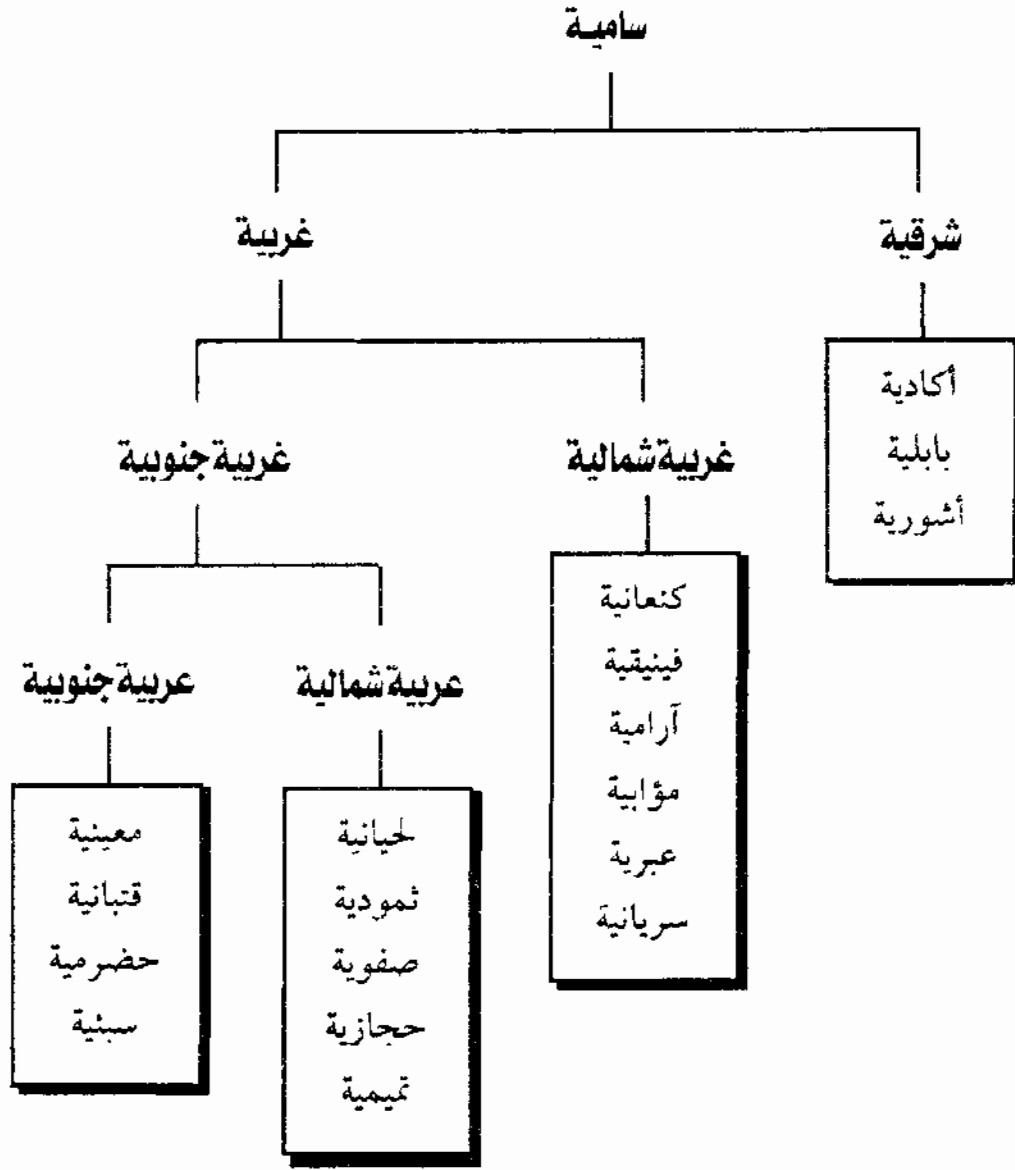 سامية
شرقية
غربية
أكادية
بابلية
أشورية
غربية شمالية
غربية جنوبية
كنعانية
فينيقية
آرامية
مؤابية
عبرية
سريانية
عربية شمالية
عربية جنوبية
لحيانية
ثمودية
صفوية
حجازية
تميمية
معينية
قتبانية
حضرمية
سبئية